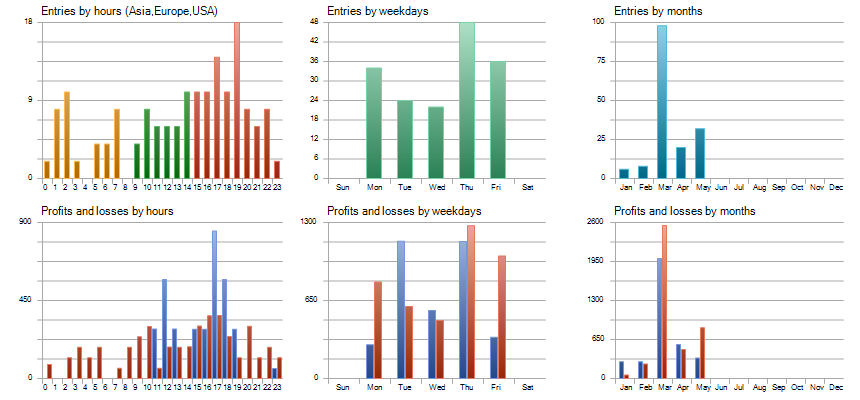 Entries by hours (Asia,Europe,USA)
18
9
0
0 1 2 3 4 5 6 7 8 9 10 11 12 13 14 15 16 17 18 19 20 21 22 23
Entries by weekdays
48
42
36
30
24
18
12
6
0
Sun Mon Tue Wed Thu Fri Sat
Entries by months
100
75
50
25
0
Jan Feb Mar Apr May Jun Jul Aug Sep Oct Nov Dec
Profits and losses by hours
900
450
0
0 1 2 3 4 5 6 7 8 9 10 11 12 13 14 15 16 17 18 19 20 21 22 23
Profits and losses by weekdays
1300
650
0
Sun Mon Tue Wed Thu Fri Sat
Profits and losses by months
2600
1950
1300
650
0
Jan Feb Mar Apr May Jun Jul Aug Sep Oct Nov Dec